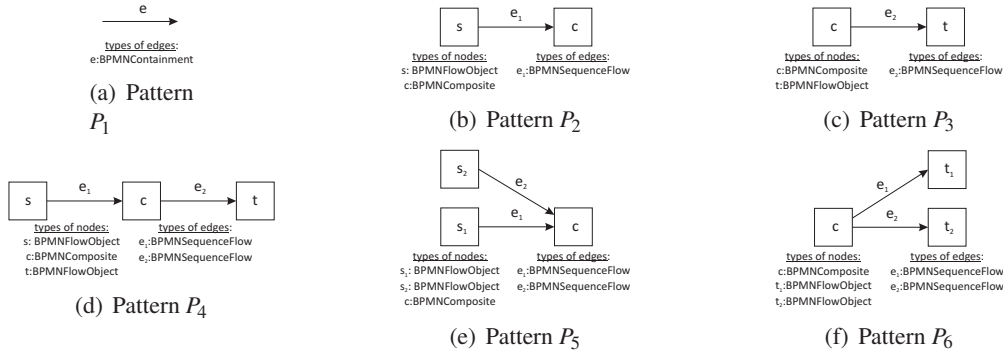 e
types of edges:
e:BPMNContainment
(a) Pattern
P1
s
e1
c
types of nodes:
types of edges:
s: BPMNFlowObject
e1:BPMNSequenceFlow
c:BPMNComposite
(b) Pattern P2
c
e2
t
types of nodes:
types of edges:
c:BPMNComposite
e2:BPMNSequenceFlow
t:BPMNFlowObject
(c) Pattern P3
s
e1
c
e2
t
types of nodes:
types of edges:
s: BPMNFlowObject
e1:BPMNSequenceFlow
c:BPMNComposite
e2:BPMNSequenceFlow
t:BPMNFlowObject
(d) Pattern P4
s2
e2
s1
e1
c
types of nodes:
types of edges:
s1: BPMNFlowObject
e1:BPMNSequenceFlow
s2: BPMNFlowObject
e2:BPMNSequenceFlow
c:BPMNComposite
(e) Pattern P5
t1
e1
c
e2
t2
types of nodes:
types of edges:
c:BPMNComposite
e1:BPMNSequenceFlow
t1:BPMNFlowObject
e2:BPMNSequenceFlow
t2:BPMNFlowObject
(f) Pattern P6